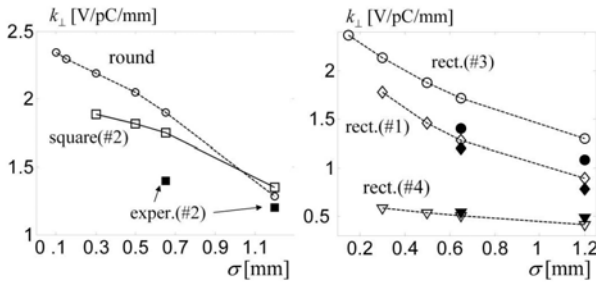 k⊥ [V/pC/mm]
2.5
2
1.5
1
round
square(#2)
exper.(#2)
0.1 0.3 0.5 0.7 0.9 1.1
σ [mm]
k⊥ [V/pC/mm]
2
1.5
1
0.5
rect.(#3)
rect.(#1)
rect.(#4)
0.2 0.4 0.6 0.8 1 1.2
σ [mm]